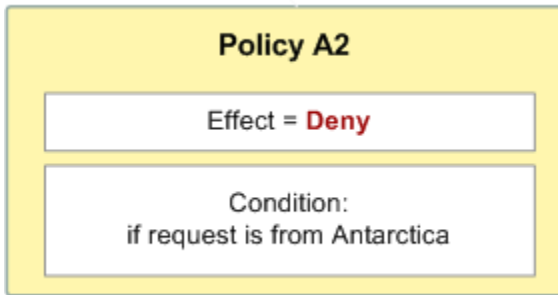 Policy A2
Effect = Deny
Condition:
if request is from Antarctica